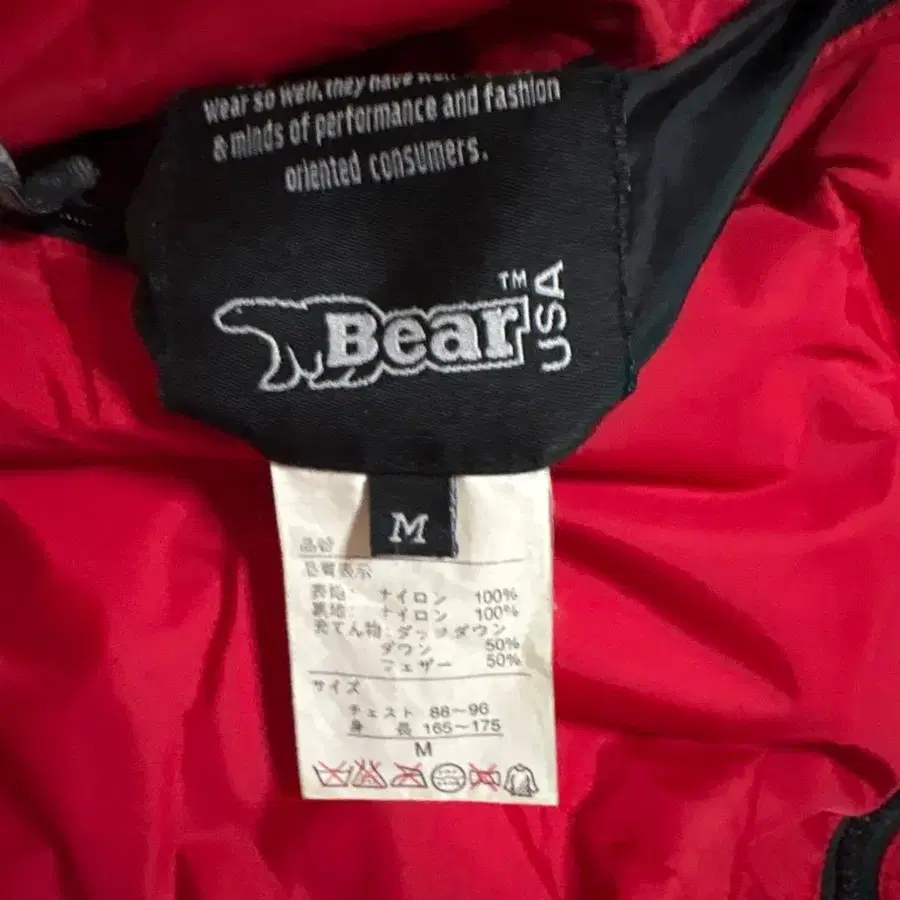 Wear so well, they have
& minds of performance and fashion
oriented consumers.
Bear™ USA
M
品番
品質表示
表地: ナイロン 100%
裏地: ナイロン 100%
充てん物:ダックダウン
ダウン 50%
フェザー 50%
サイズ
チェスト 88～96
身 長 165～175
M